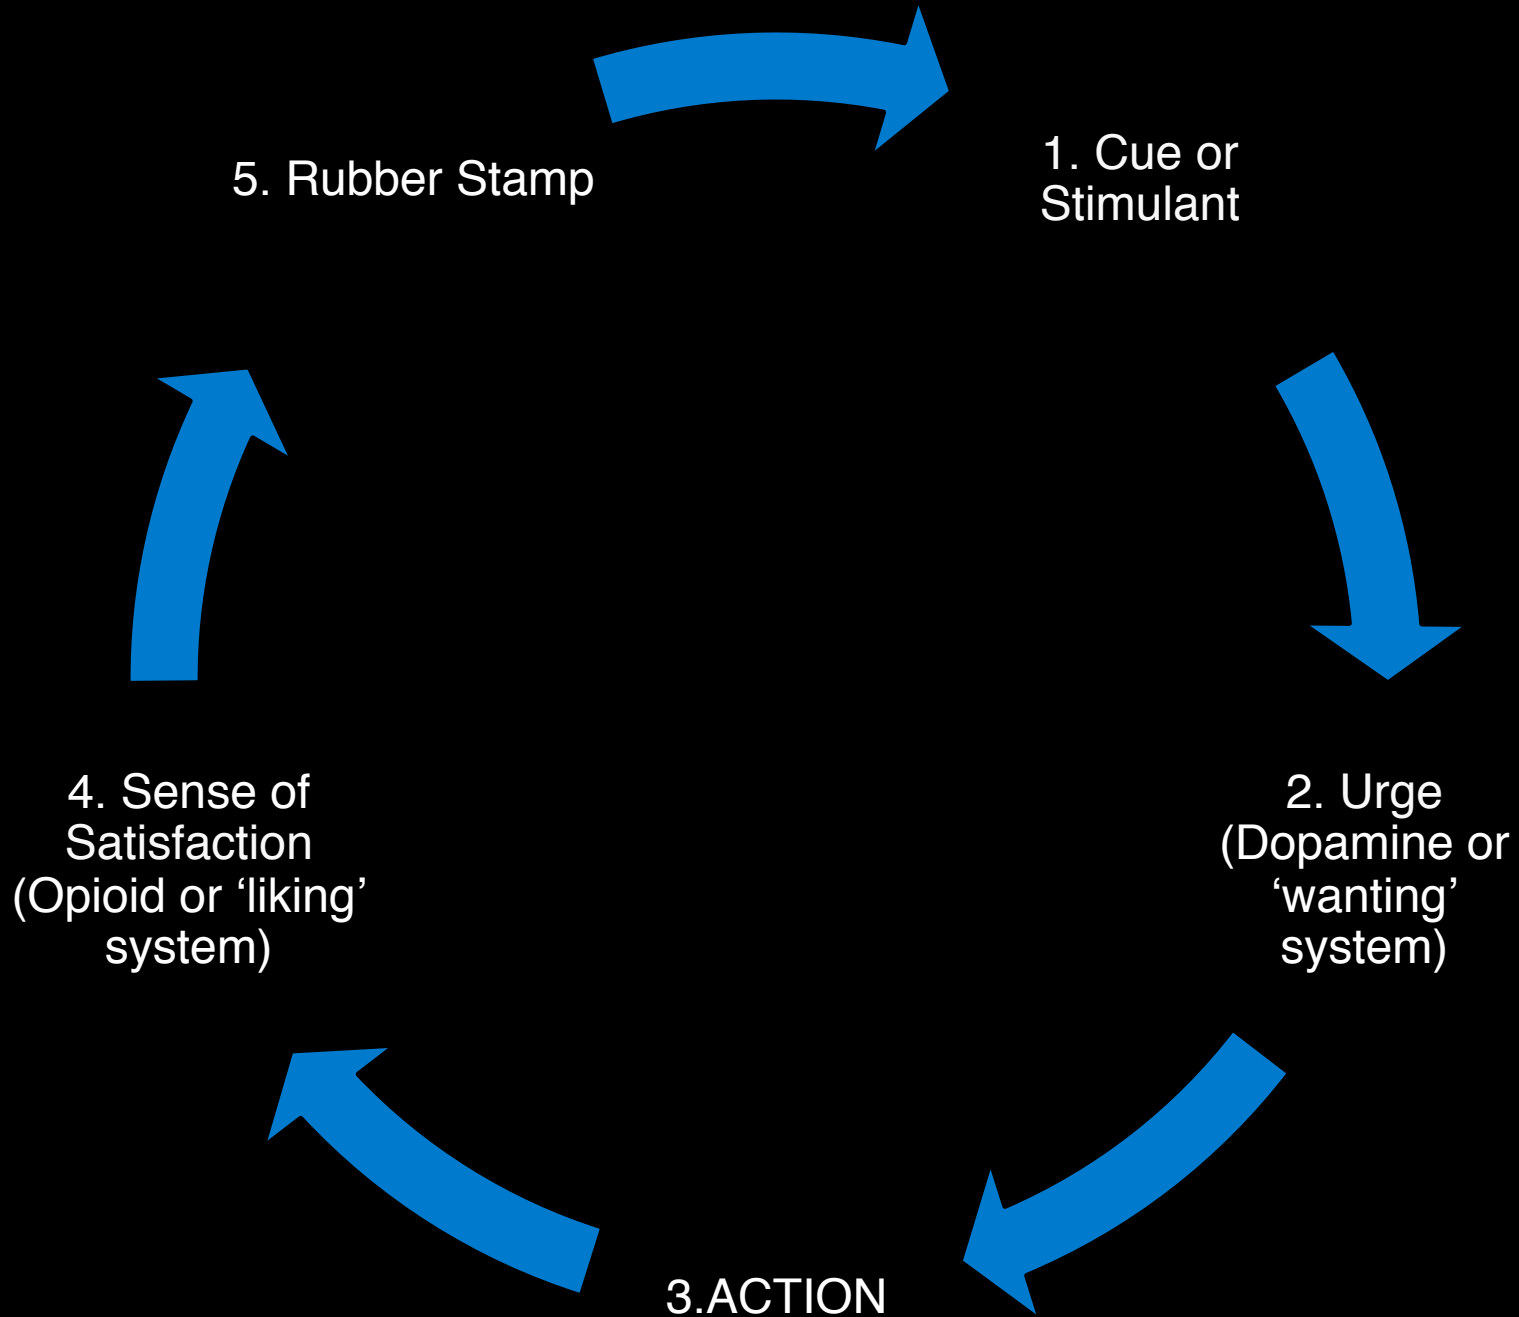 1. Cue or
Stimulant
2. Urge
(Dopamine or
‘wanting’
system)
3.ACTION
4. Sense of
Satisfaction
(Opioid or ‘liking’
system)
5. Rubber Stamp